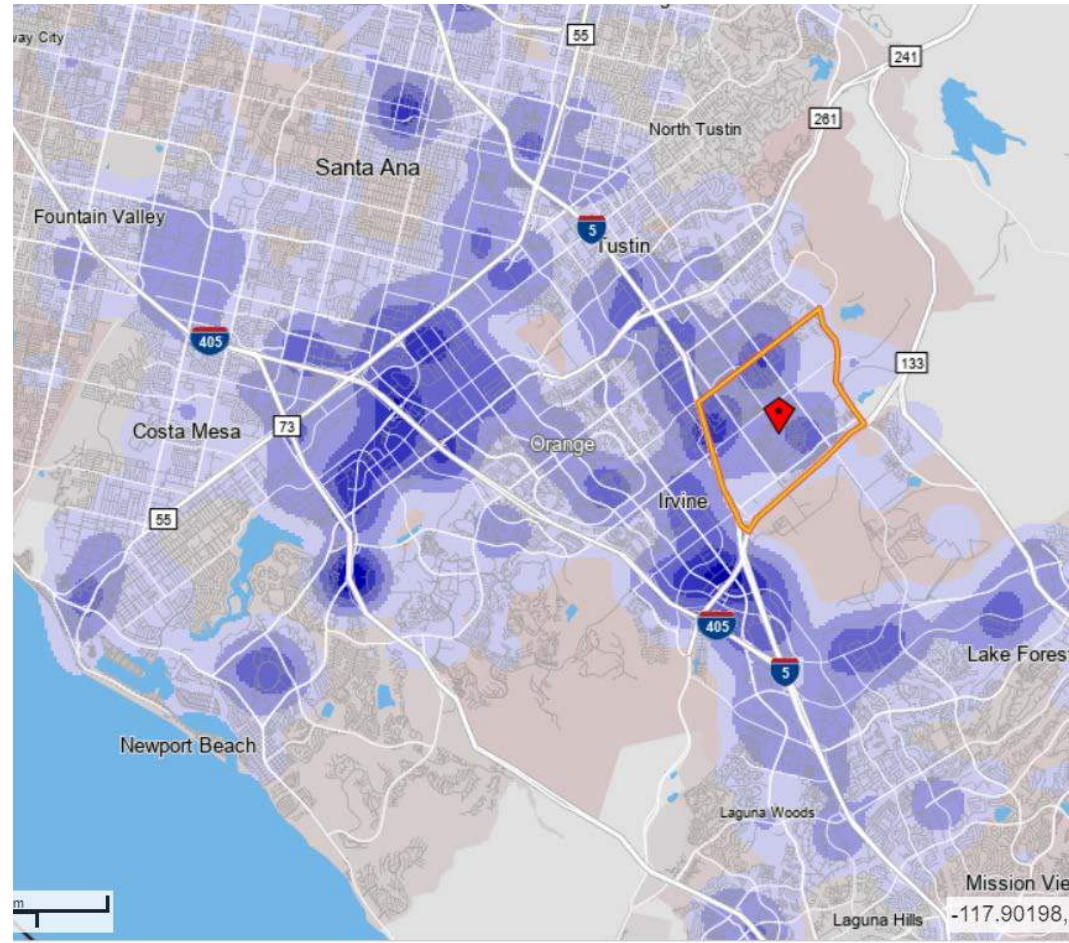 way City
55
241
261
North Tustin
Santa Ana
Fountain Valley
5
Tustin
405
133
73
Costa Mesa
Orange
Irvine
55
405
5
Lake Fores
Newport Beach
Laguna Woods
Mission Vie
m
Laguna Hills
-117.90198,